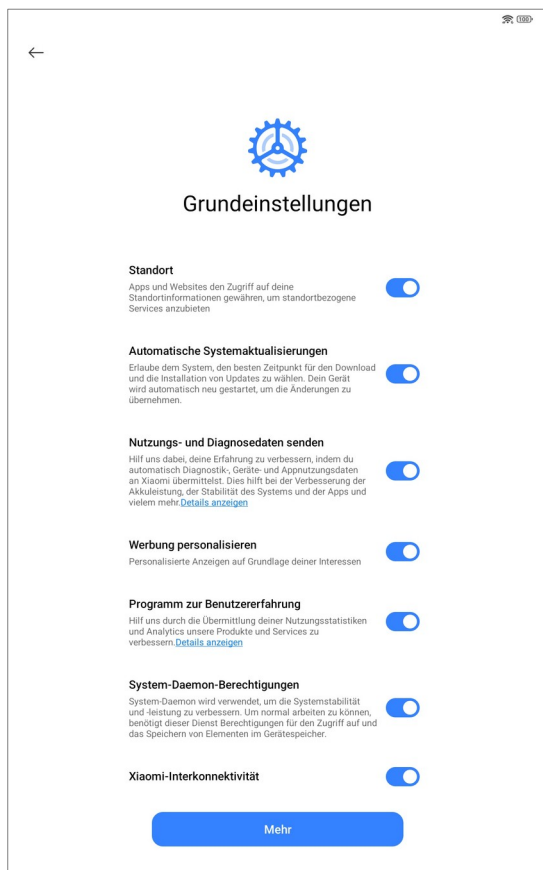 100
Grundeinstellungen
Standort
Apps und Websites den Zugriff auf deine
Standortinformationen gewähren, um standortbezogene
Services anzubieten
Automatische Systemaktualisierungen
Erlaube dem System, den besten Zeitpunkt für den Download
und die Installation von Updates zu wählen. Dein Gerät
wird automatisch neu gestartet, um die Änderungen zu
übernehmen.
Nutzungs- und Diagnosedaten senden
Hilf uns dabei, deine Erfahrung zu verbessern, indem du
automatisch Diagnostik-, Geräte- und Appnutzungsdaten
an Xiaomi übermittelst. Dies hilft bei der Verbesserung der
Akkuleistung, der Stabilität des Systems und der Apps und
vielem mehr.Details anzeigen
Werbung personalisieren
Personalisierte Anzeigen auf Grundlage deiner Interessen
Programm zur Benutzererfahrung
Hilf uns durch die Übermittlung deiner Nutzungsstatistiken
und Analytics unsere Produkte und Services zu
verbessern.Details anzeigen
System-Daemon-Berechtigungen
System-Daemon wird verwendet, um die Systemstabilität
und -leistung zu verbessern. Um normal arbeiten zu können,
benötigt dieser Dienst Berechtigungen für den Zugriff auf und
das Speichern von Elementen im Gerätespeicher.
Xiaomi-Interkonnektivität
Mehr